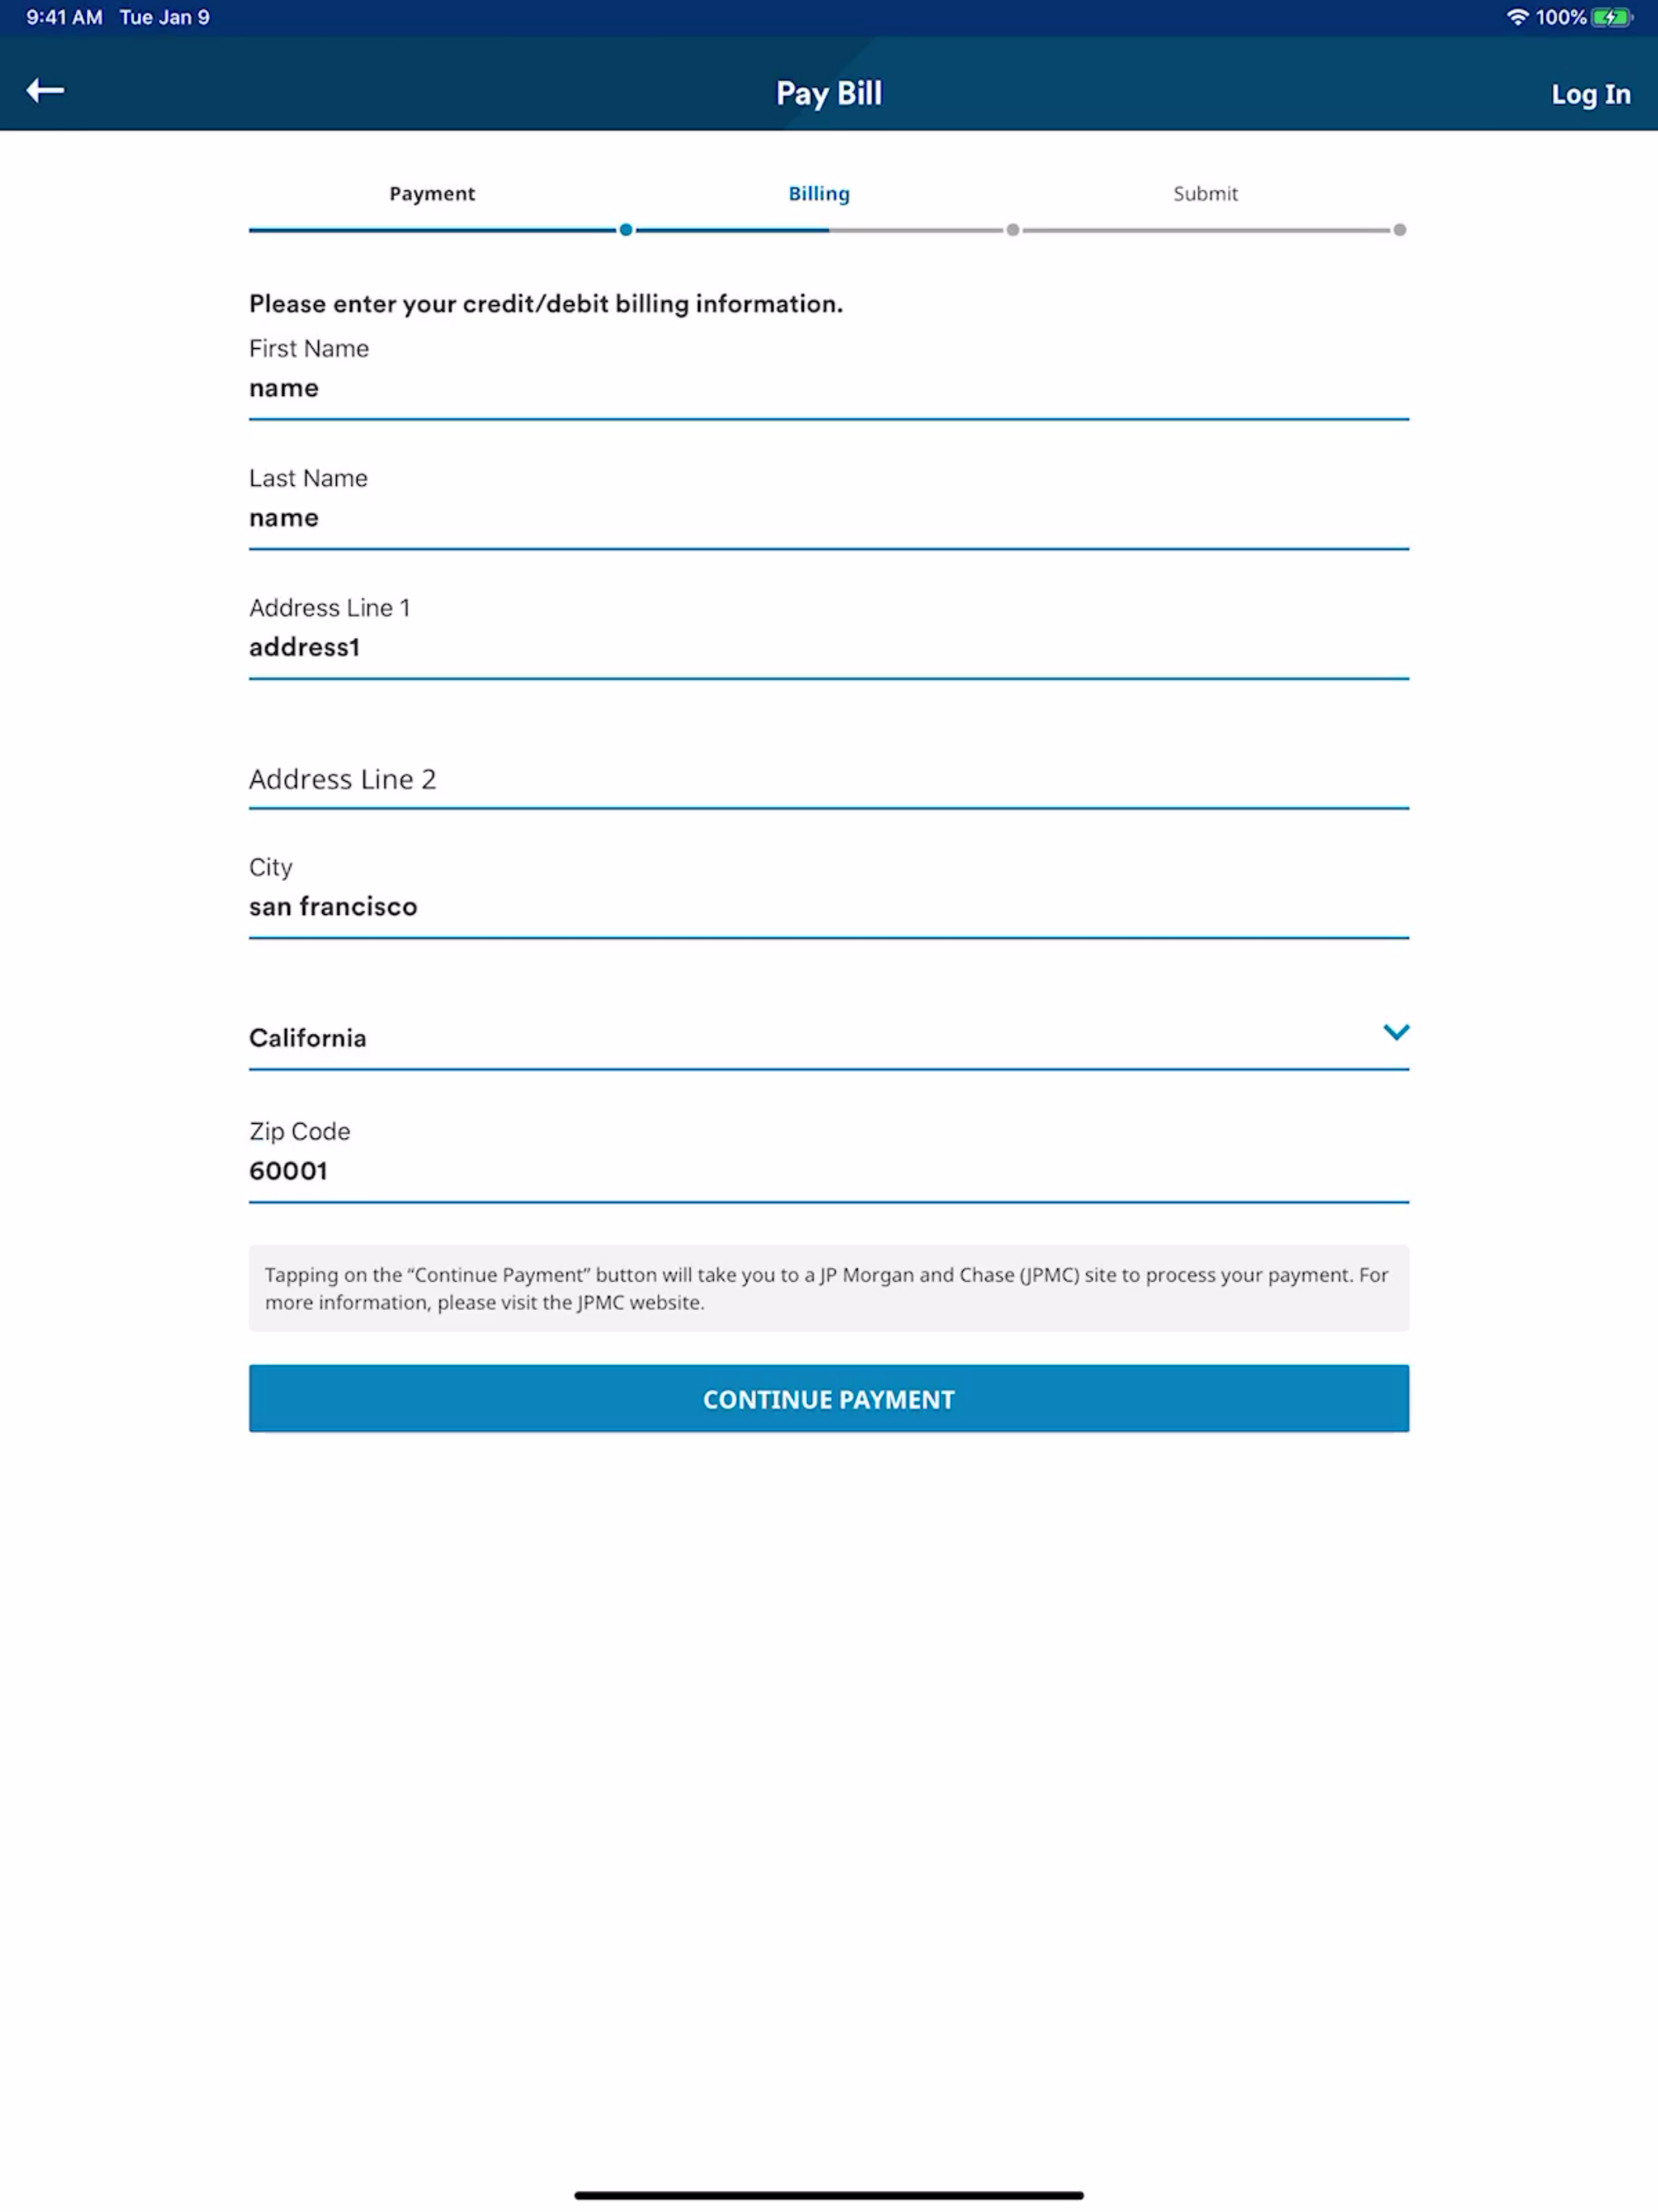 9:41 AM Tue Jan 9
100%
Pay Bill
Log In
Payment
Billing
Submit
Please enter your credit/debit billing information.
First Name
name
Last Name
name
Address Line 1
address1
Address Line 2
City
san francisco
California
Zip Code
60001
Tapping on the “Continue Payment” button will take you to a JP Morgan and Chase (JPMC) site to process your payment. For
more information, please visit the JPMC website.
CONTINUE PAYMENT